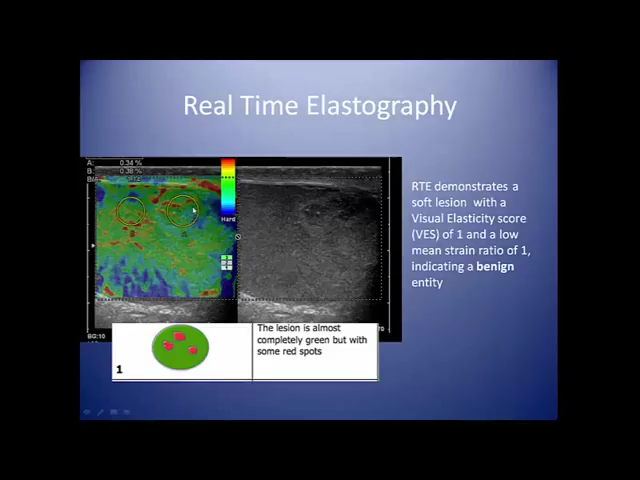 Real Time Elastography
A: 0.34 %
B: 0.38 %
Hard
RTE demonstrates a
soft lesion with a
Visual Elasticity score
(VES) of 1 and a low
mean strain ratio of 1,
indicating a benign
entity
BG:10
The lesion is almost
completely green but with
some red spots
1